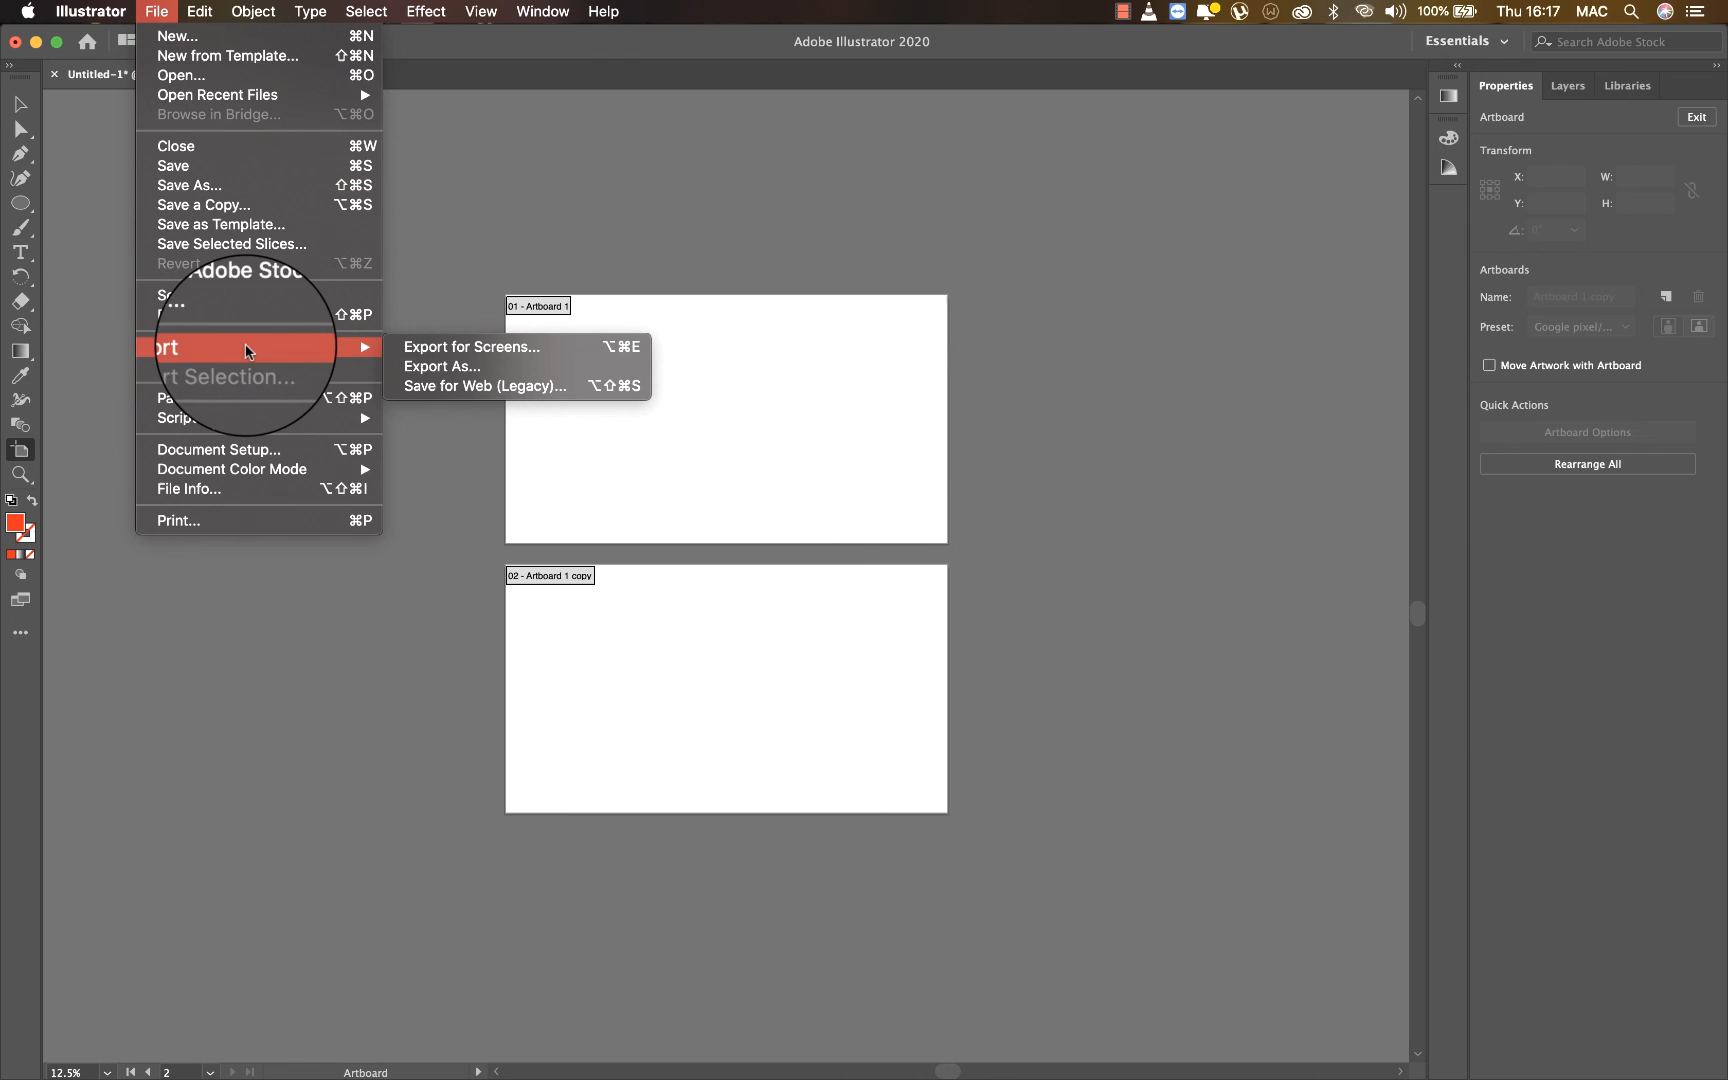 Illustrator File Edit Object Type Select Effect View Window Help 100% Thu 16:17 MAC
Adobe Illustrator 2020 Essentials Search Adobe Stock
Untitled-1*
New... ⌘N
New from Template... ⇧⌘N
Open... ⌘O
Open Recent Files
Browse in Bridge... ⌥⌘O
Close ⌘W
Save ⌘S
Save As... ⇧⌘S
Save a Copy... ⌥⌘S
Save as Template...
Save Selected Slices...
Revert ⌥⌘Z
Adobe Stoc
... ⇧⌘P
ort
rt Selection...
⌥⇧⌘P
Scrip
Document Setup... ⌥⌘P
Document Color Mode
File Info... ⌥⇧⌘I
Print... ⌘P
Export for Screens... ⌥⌘E
Export As...
Save for Web (Legacy)... ⌥⇧⌘S
01 - Artboard 1
02 - Artboard 1 copy
Properties Layers Libraries
Artboard Exit
Transform
X: W:
Y: H:
0°
Artboards
Name: Artboard 1 copy
Preset: Google pixel/...
Move Artwork with Artboard
Quick Actions
Artboard Options
Rearrange All
12.5% 2 Artboard